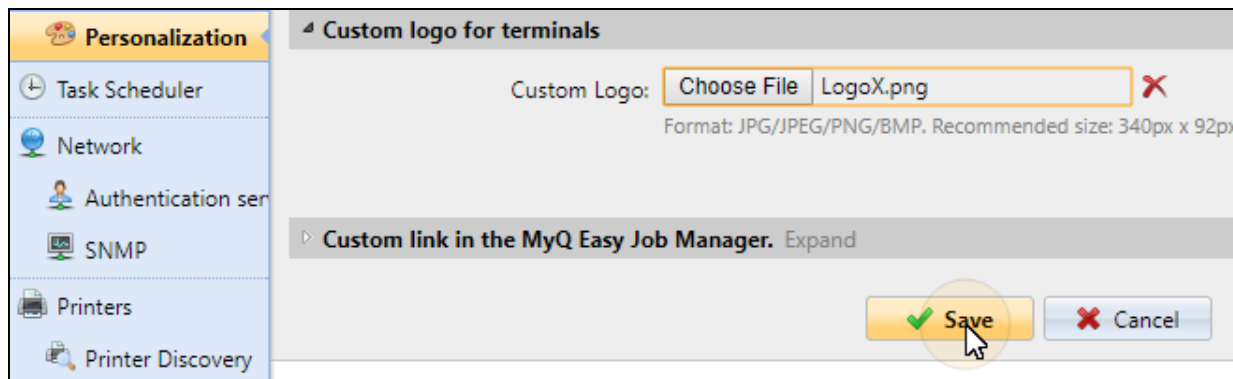 Personalization
Task Scheduler
Network
Authentication ser
SNMP
Printers
Printer Discovery
Custom logo for terminals
Custom Logo: Choose File LogoX.png
Format: JPG/JPEG/PNG/BMP. Recommended size: 340px x 92px
Custom link in the MyQ Easy Job Manager. Expand
Save Cancel